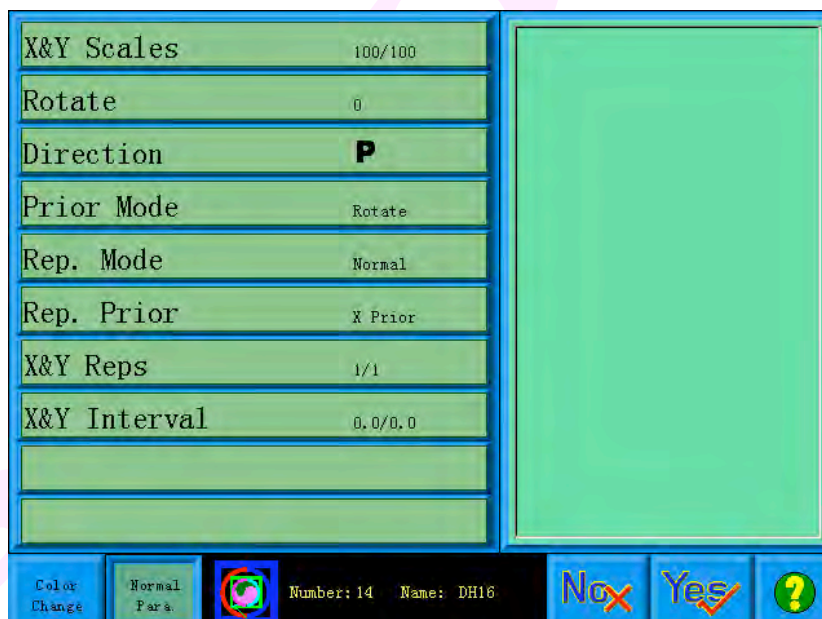 X&Y Scales 100/100
Rotate 0
Direction P
Prior Mode Rotate
Rep. Mode Normal
Rep. Prior X Prior
X&Y Reps 1/1
X&Y Interval 0.0/0.0
Color Change
Normal Para
Number: 14 Name: DH16
No
Yes
?